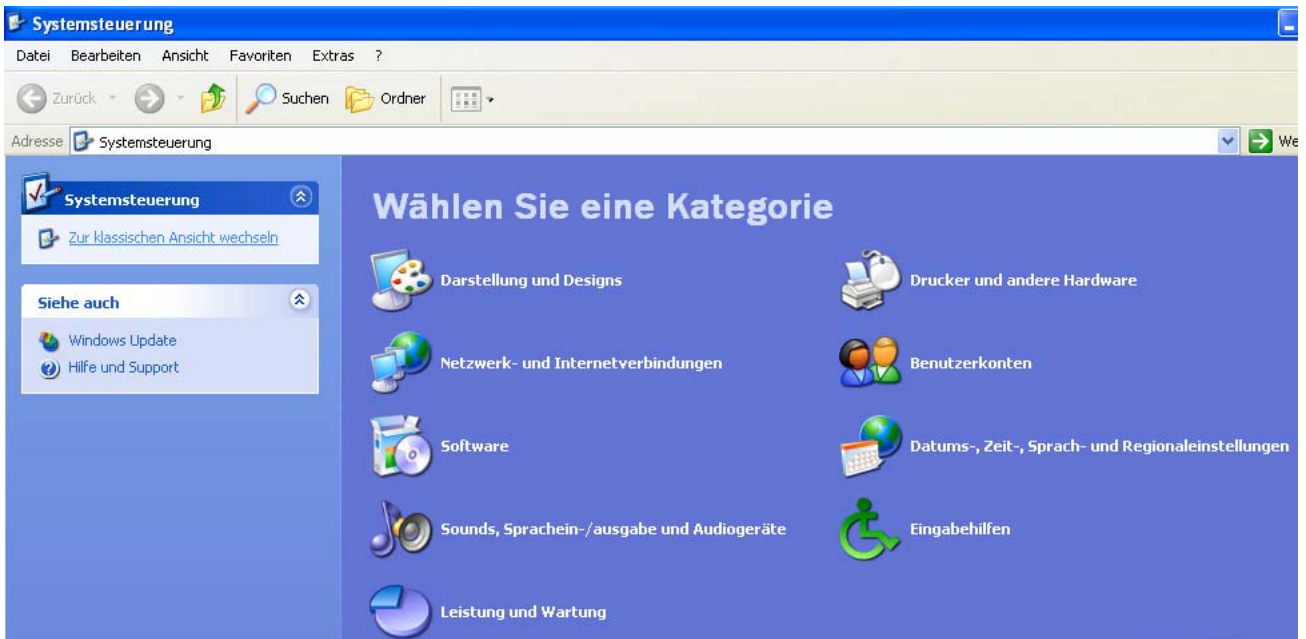 Systemsteuerung
Datei Bearbeiten Ansicht Favoriten Extras ?
Zurück Suchen Ordner
Adresse Systemsteuerung We
Systemsteuerung
Zur klassischen Ansicht wechseln
Siehe auch
Windows Update
Hilfe und Support
Wählen Sie eine Kategorie
Darstellung und Designs
Drucker und andere Hardware
Netzwerk- und Internetverbindungen
Benutzerkonten
Software
Datums-, Zeit-, Sprach- und Regionaleinstellungen
Sounds, Sprachein-/ausgabe und Audiogeräte
Eingabehilfen
Leistung und Wartung